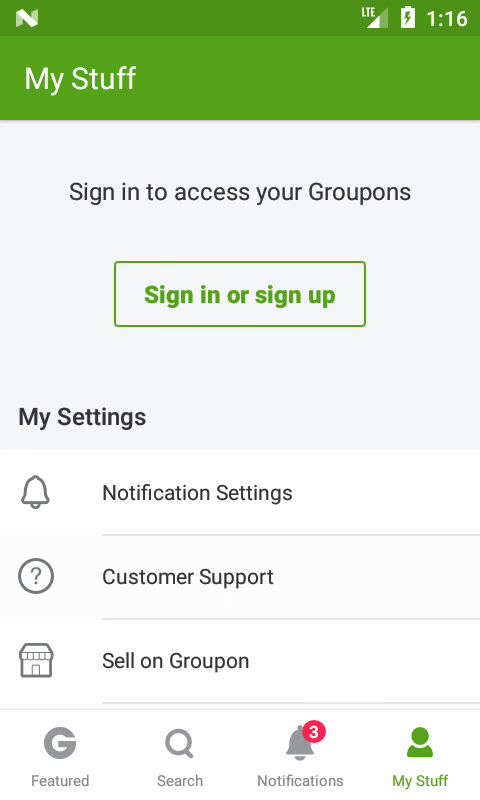 LTE 1:16
My Stuff
Sign in to access your Groupons
Sign in or sign up
My Settings
Notification Settings
? Customer Support
Sell on Groupon
G 3
Featured Search Notifications My Stuff